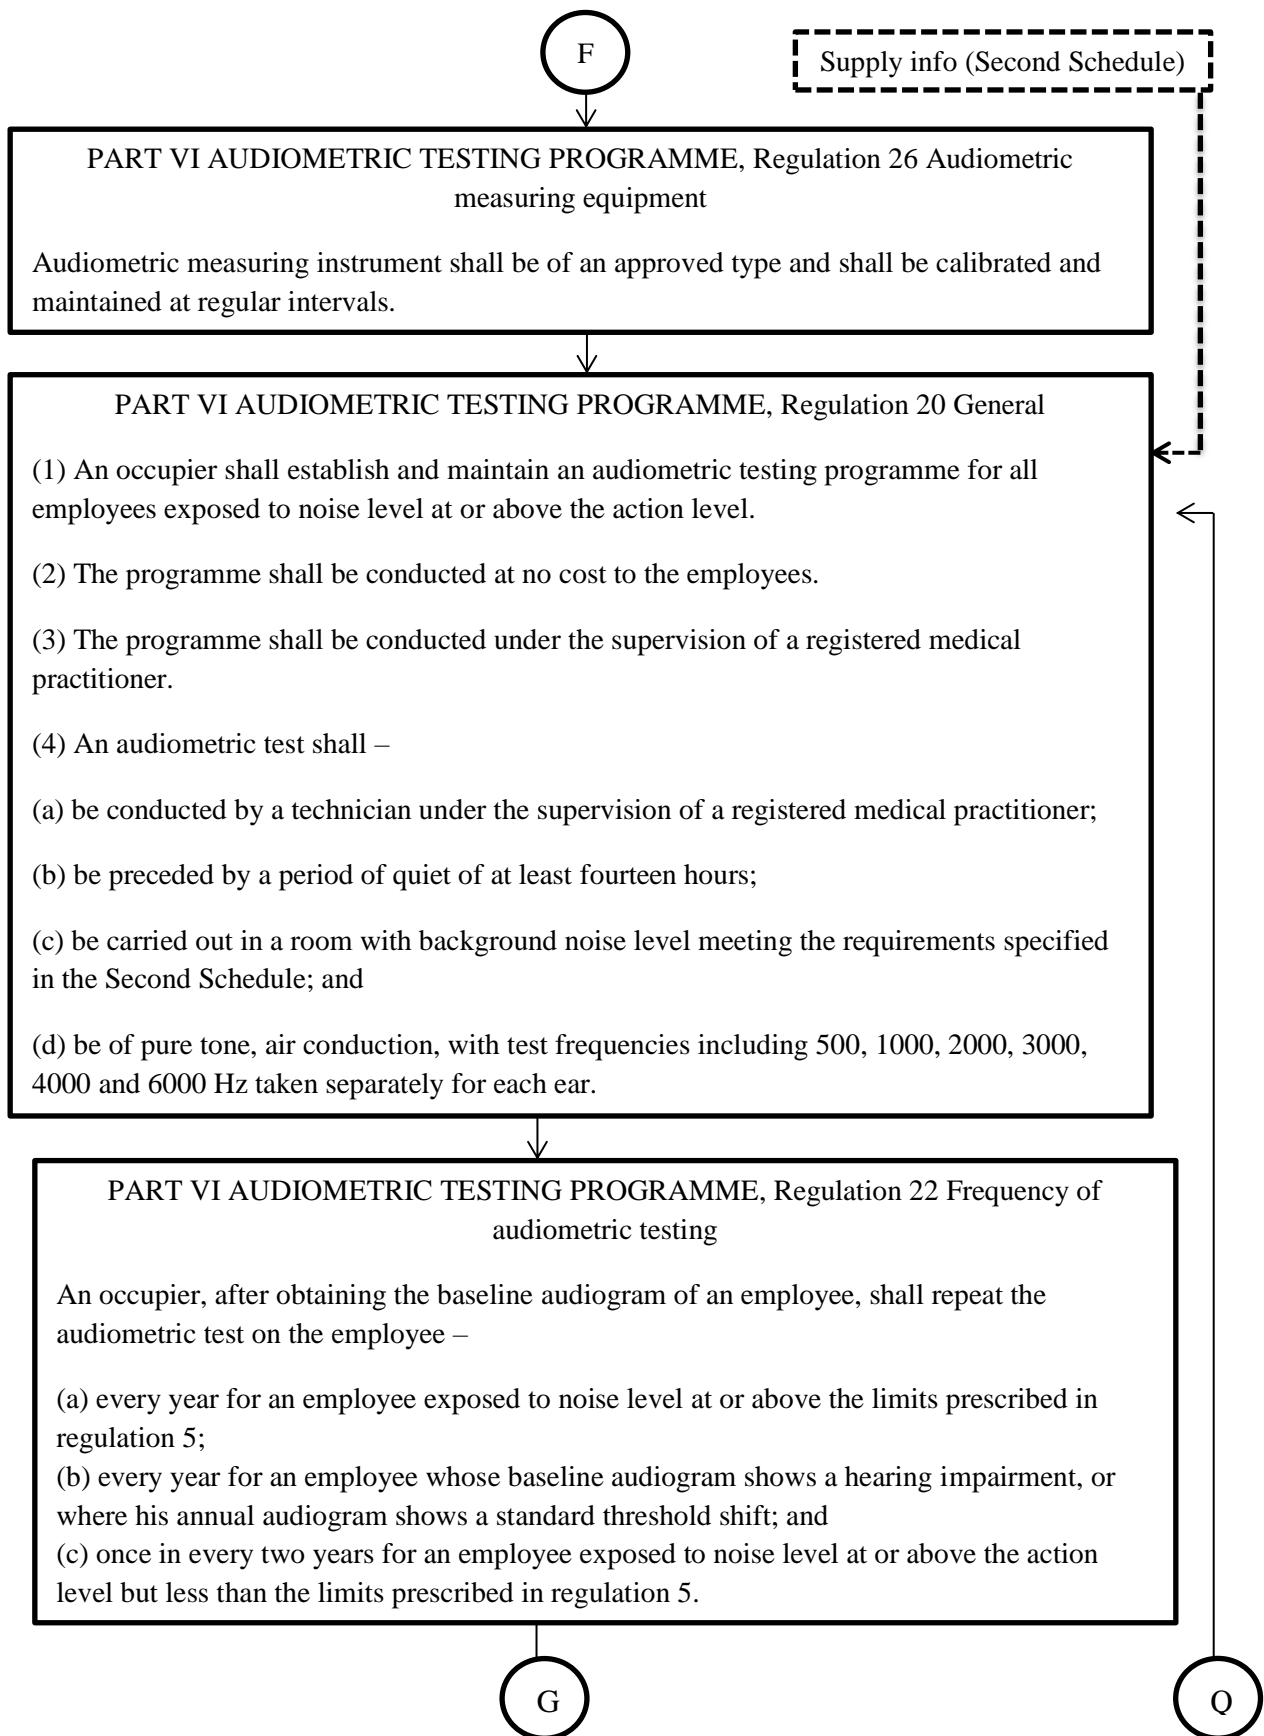 F
Supply info (Second Schedule)
PART VI AUDIOMETRIC TESTING PROGRAMME, Regulation 26 Audiometric
measuring equipment
Audiometric measuring instrument shall be of an approved type and shall be calibrated and
maintained at regular intervals.
PART VI AUDIOMETRIC TESTING PROGRAMME, Regulation 20 General
(1) An occupier shall establish and maintain an audiometric testing programme for all
employees exposed to noise level at or above the action level.
(2) The programme shall be conducted at no cost to the employees.
(3) The programme shall be conducted under the supervision of a registered medical
practitioner.
(4) An audiometric test shall –
(a) be conducted by a technician under the supervision of a registered medical practitioner;
(b) be preceded by a period of quiet of at least fourteen hours;
(c) be carried out in a room with background noise level meeting the requirements specified
in the Second Schedule; and
(d) be of pure tone, air conduction, with test frequencies including 500, 1000, 2000, 3000,
4000 and 6000 Hz taken separately for each ear.
PART VI AUDIOMETRIC TESTING PROGRAMME, Regulation 22 Frequency of
audiometric testing
An occupier, after obtaining the baseline audiogram of an employee, shall repeat the
audiometric test on the employee –
(a) every year for an employee exposed to noise level at or above the limits prescribed in
regulation 5;
(b) every year for an employee whose baseline audiogram shows a hearing impairment, or
where his annual audiogram shows a standard threshold shift; and
(c) once in every two years for an employee exposed to noise level at or above the action
level but less than the limits prescribed in regulation 5.
G
Q